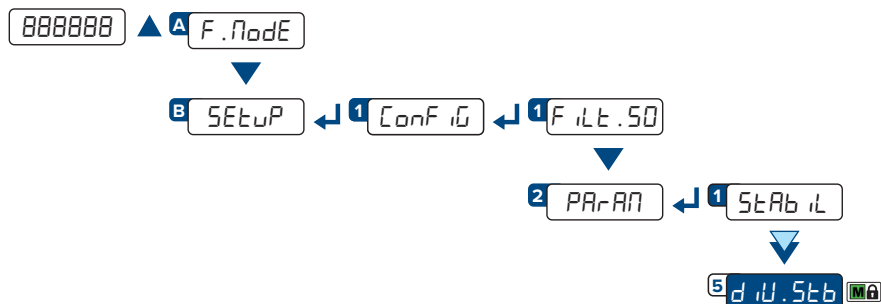 888888 A F.ModE
B SEtuP 1 ConFiG 1 FiLt.50
2 PArAM 1 StAbiL
5 diV.Stb M